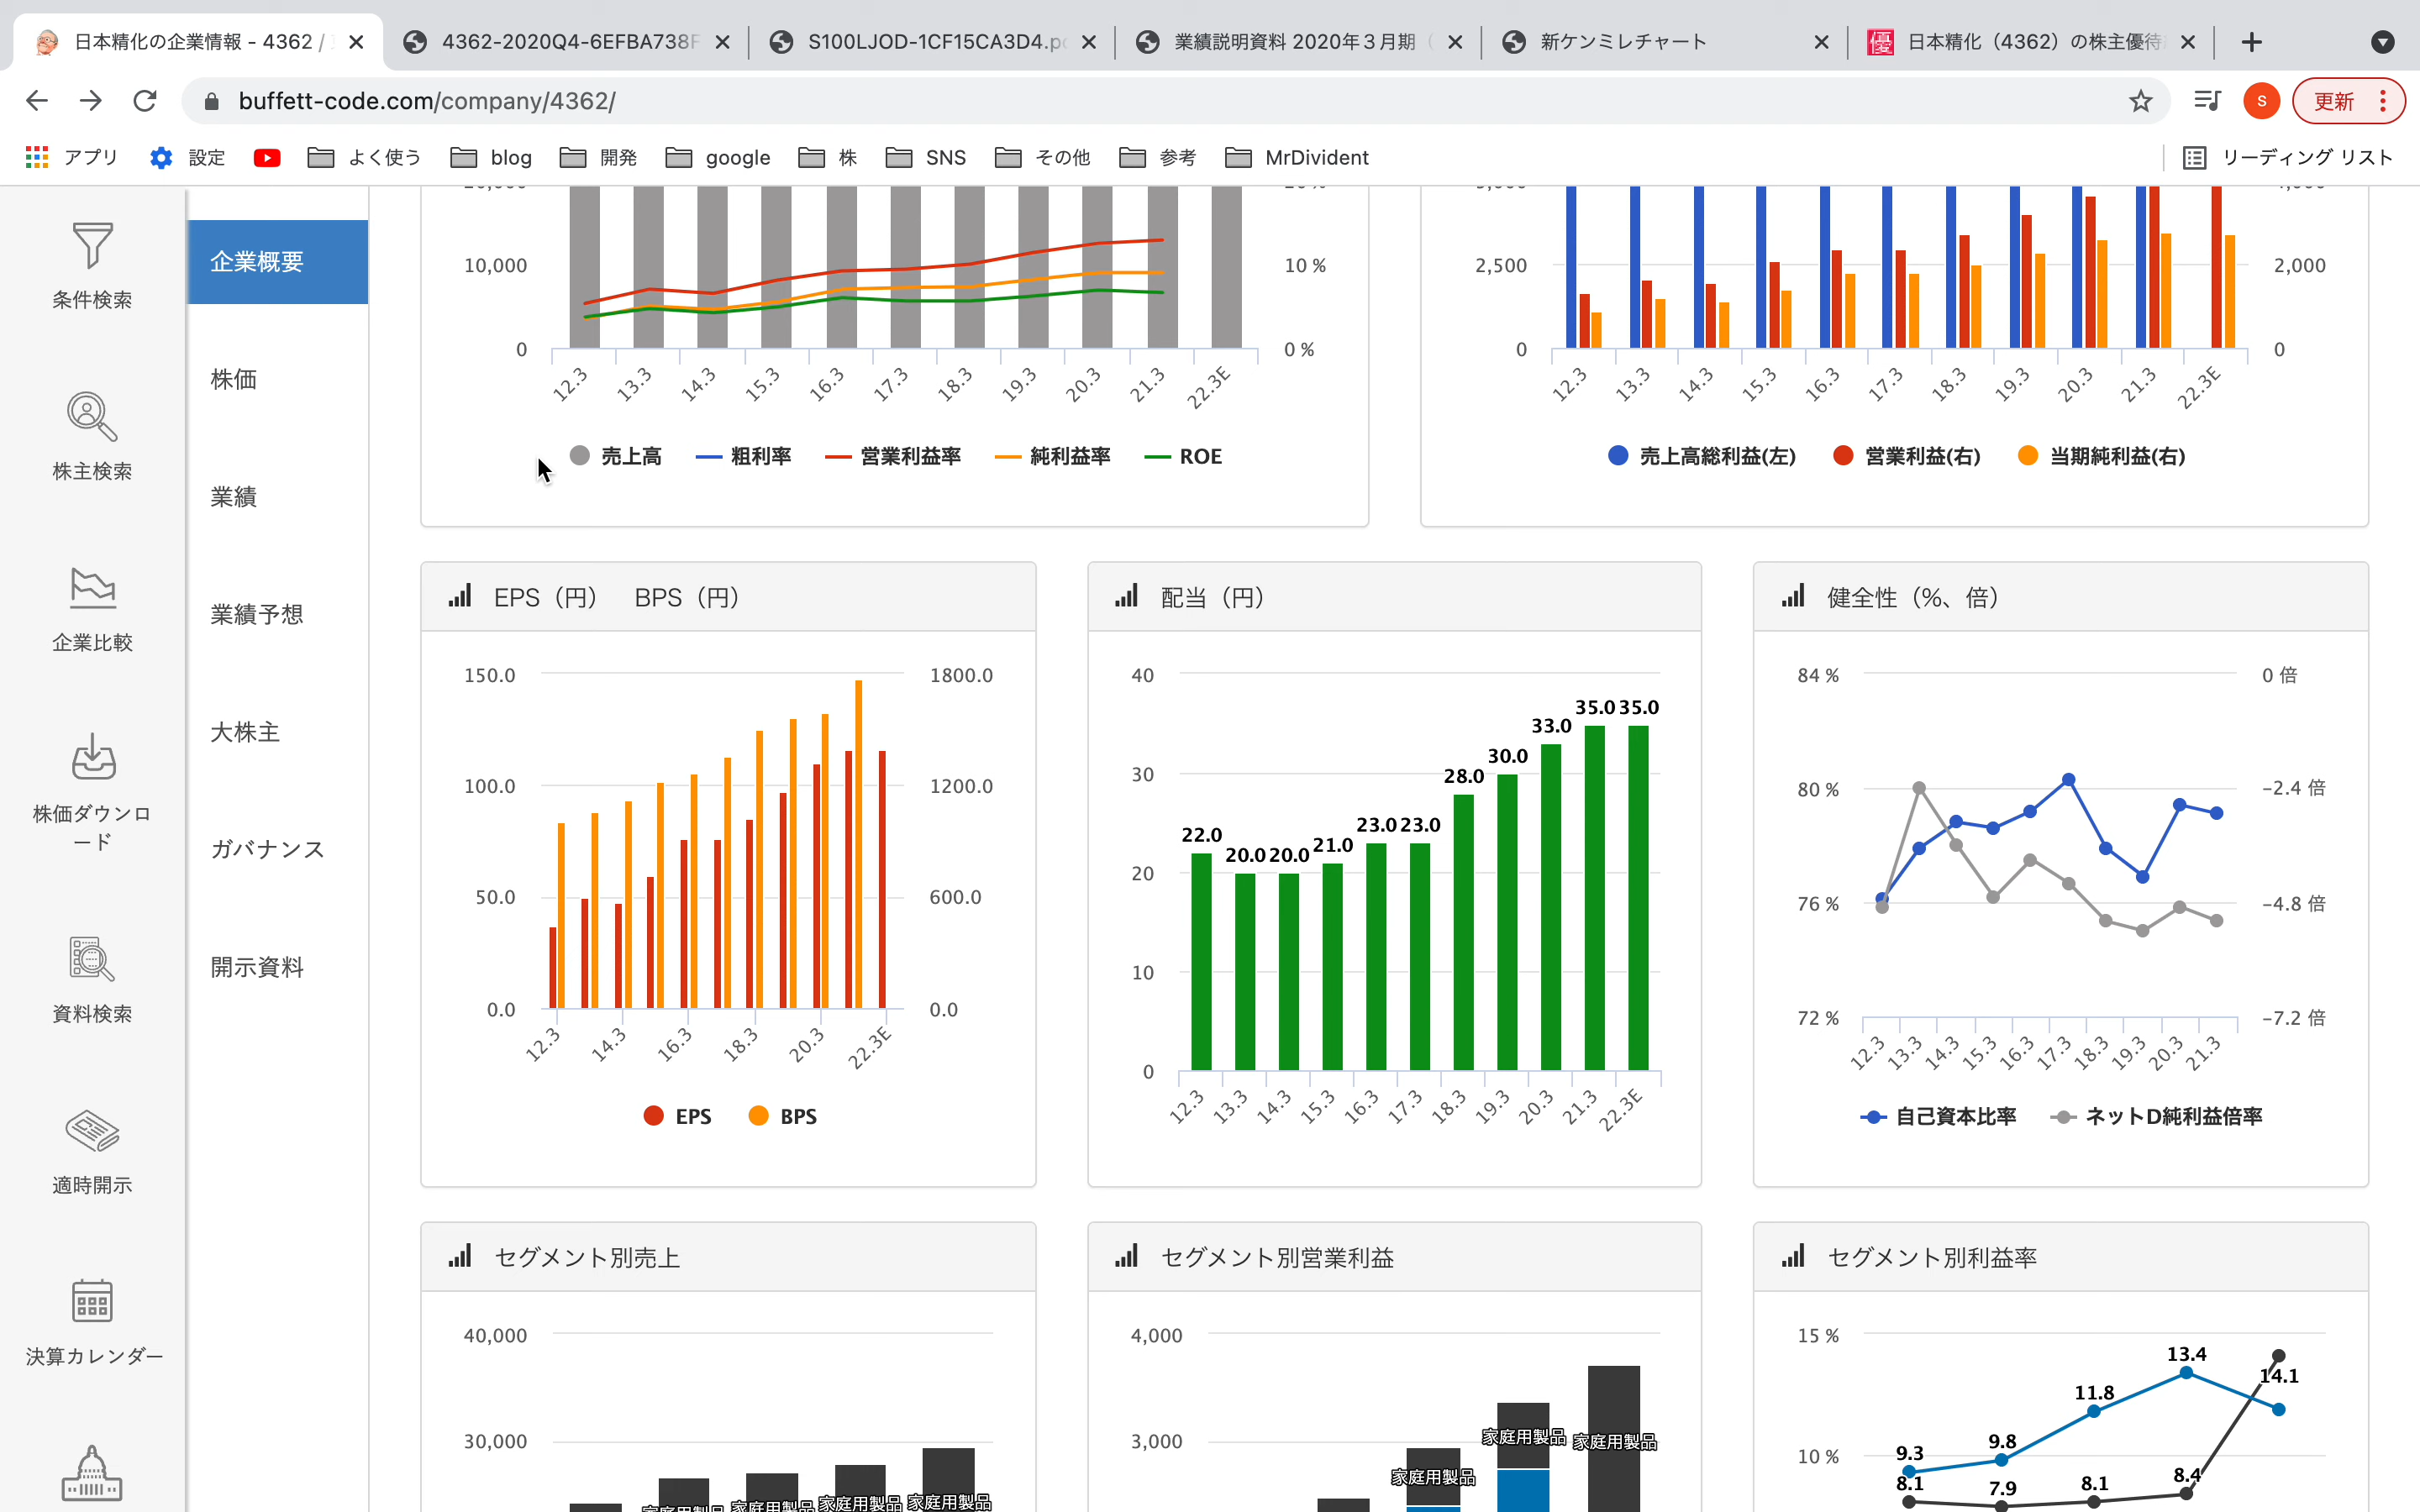 日本精化の企業情報 - 4362 /
4362-2020Q4-6EFBA738F
S100LJOD-1CF15CA3D4.pd
業績説明資料 2020年３月期（
新ケンミレチャート
優
日本精化（4362）の株主優待
buffett-code.com/company/4362/
S
更新
アプリ
設定
よく使う
blog
開発
google
株
SNS
その他
参考
MrDivident
リーディング リスト
条件検索
株主検索
企業比較
株価ダウンロ
ード
資料検索
適時開示
決算カレンダー
企業概要
株価
業績
業績予想
大株主
ガバナンス
開示資料
10,000
0
10 %
0 %
12.3 13.3 14.3 15.3 16.3 17.3 18.3 19.3 20.3 21.3 22.3E
売上高 粗利率 営業利益率 純利益率 ROE
2,500
0
2,000
0
12.3 13.3 14.3 15.3 16.3 17.3 18.3 19.3 20.3 21.3 22.3E
売上高総利益(左) 営業利益(右) 当期純利益(右)
EPS（円） BPS（円）
150.0
100.0
50.0
0.0
1800.0
1200.0
600.0
0.0
12.3 14.3 16.3 18.3 20.3 22.3E
EPS BPS
配当（円）
40
30
20
10
0
22.0 20.0 20.0 21.0 23.0 23.0 28.0 30.0 33.0 35.0 35.0
12.3 13.3 14.3 15.3 16.3 17.3 18.3 19.3 20.3 21.3 22.3E
健全性（%、倍）
84 %
80 %
76 %
72 %
0 倍
-2.4 倍
-4.8 倍
-7.2 倍
12.3 13.3 14.3 15.3 16.3 17.3 18.3 19.3 20.3 21.3
自己資本比率 ネットD純利益倍率
セグメント別売上
40,000
30,000
家庭用製品 家庭用製品 家庭用製品 家庭用製品
セグメント別営業利益
4,000
3,000
家庭用製品 家庭用製品 家庭用製品
セグメント別利益率
15 %
10 %
9.3 9.8 11.8 13.4
8.1 7.9 8.1 8.4 14.1